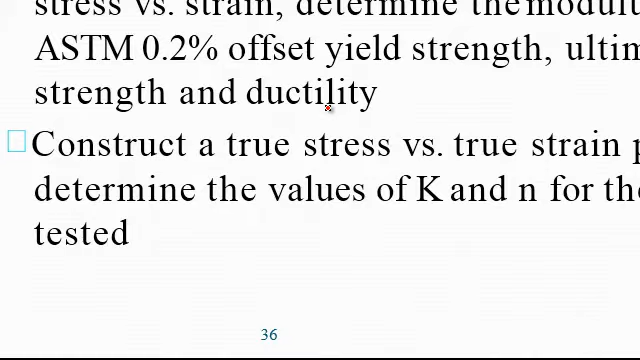 stress vs. strain, determine the modul
ASTM 0.2% offset yield strength, ultim
strength and ductility
Construct a true stress vs. true strain p
determine the values of K and n for the
tested
36